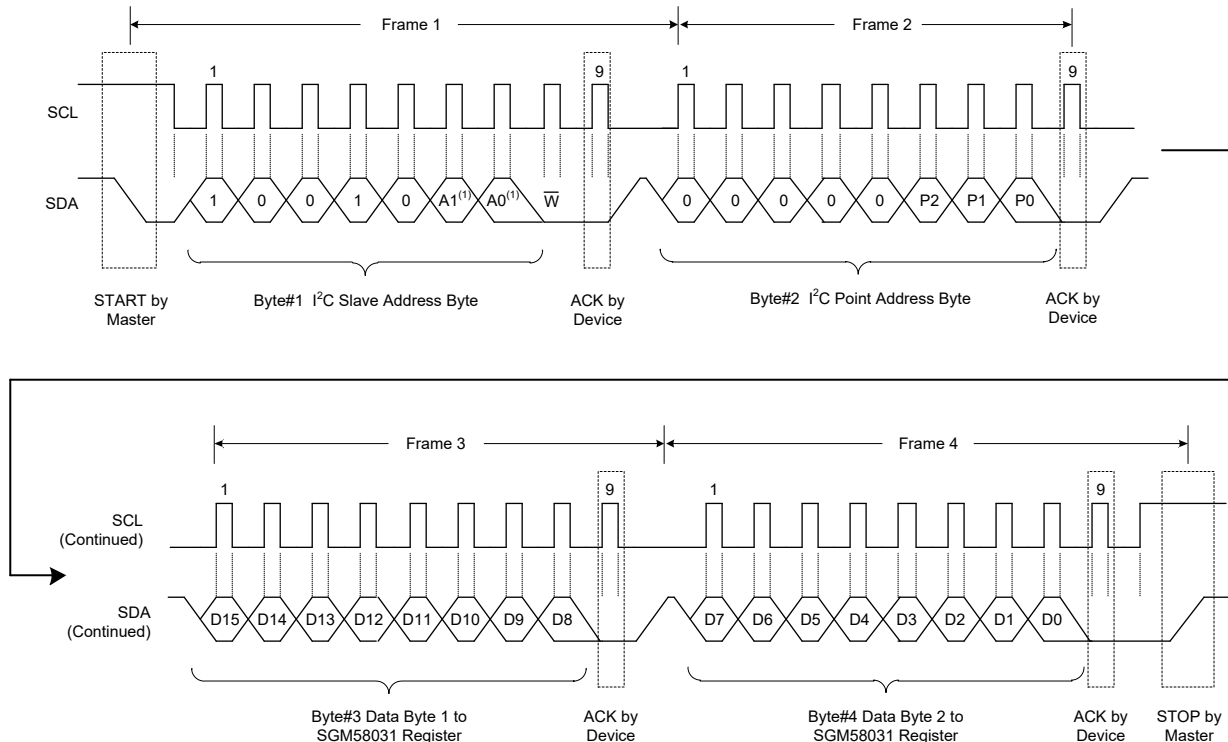 Frame 1
Frame 2
1
9
1
9
SCL
SDA
1
0
0
1
0
A1(1)
A0(1)
W̅
0
0
0
0
0
P2
P1
P0
START by
Master
Byte#1 I²C Slave Address Byte
ACK by
Device
Byte#2 I²C Point Address Byte
ACK by
Device
Frame 3
Frame 4
1
9
1
9
SCL
(Continued)
SDA
(Continued)
D15
D14
D13
D12
D11
D10
D9
D8
D7
D6
D5
D4
D3
D2
D1
D0
Byte#3 Data Byte 1 to
SGM58031 Register
ACK by
Device
Byte#4 Data Byte 2 to
SGM58031 Register
ACK by
Device
STOP by
Master